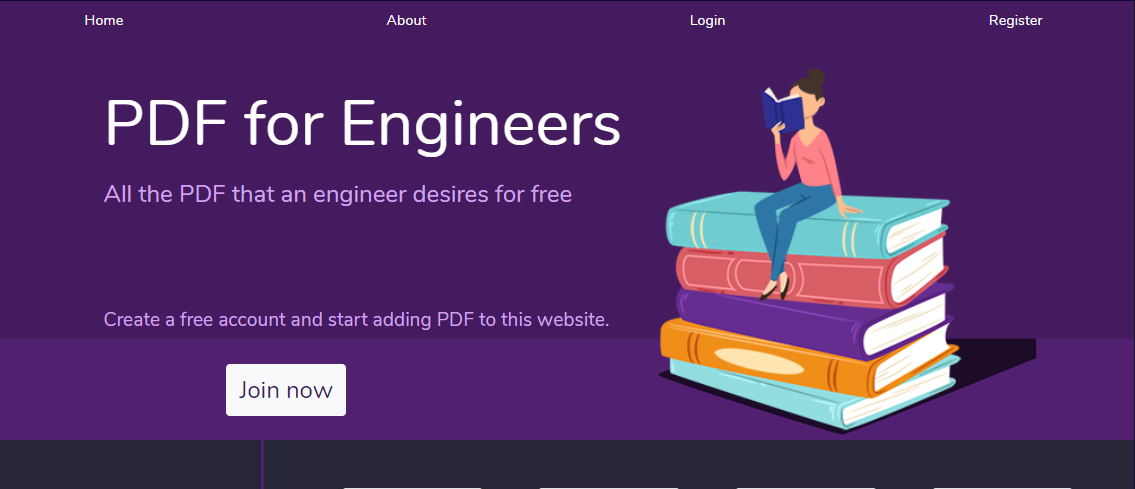 Home
About
Login
Register
PDF for Engineers
All the PDF that an engineer desires for free
Create a free account and start adding PDF to this website.
Join now